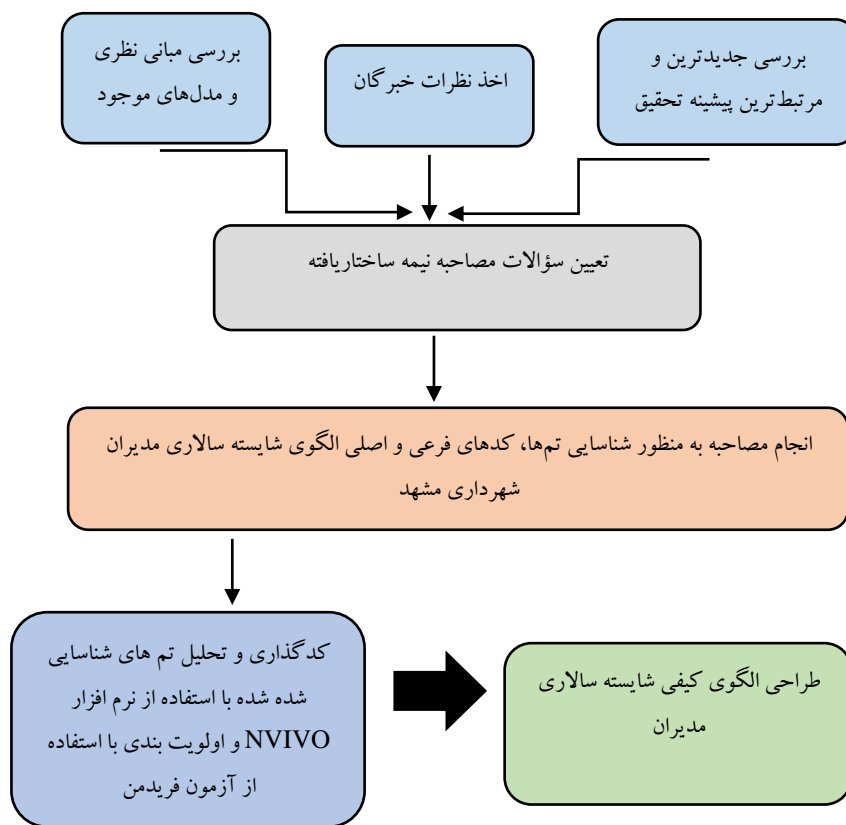 بررسی جدیدترین و
مرتبط‌ترین پیشینه تحقیق
اخذ نظرات خبرگان
بررسی مبانی نظری
و مدل‌های موجود
تعیین سؤالات مصاحبه نیمه ساختاریافته
انجام مصاحبه به منظور شناسایی تم‌ها، کدهای فرعی و اصلی الگوی شایسته سالاری مدیران
شهرداری مشهد
کدگذاری و تحلیل تم های شناسایی
شده شده با استفاده از نرم افزار
NVIVO و اولویت بندی با استفاده
از آزمون فریدمن
طراحی الگوی کیفی شایسته سالاری
مدیران